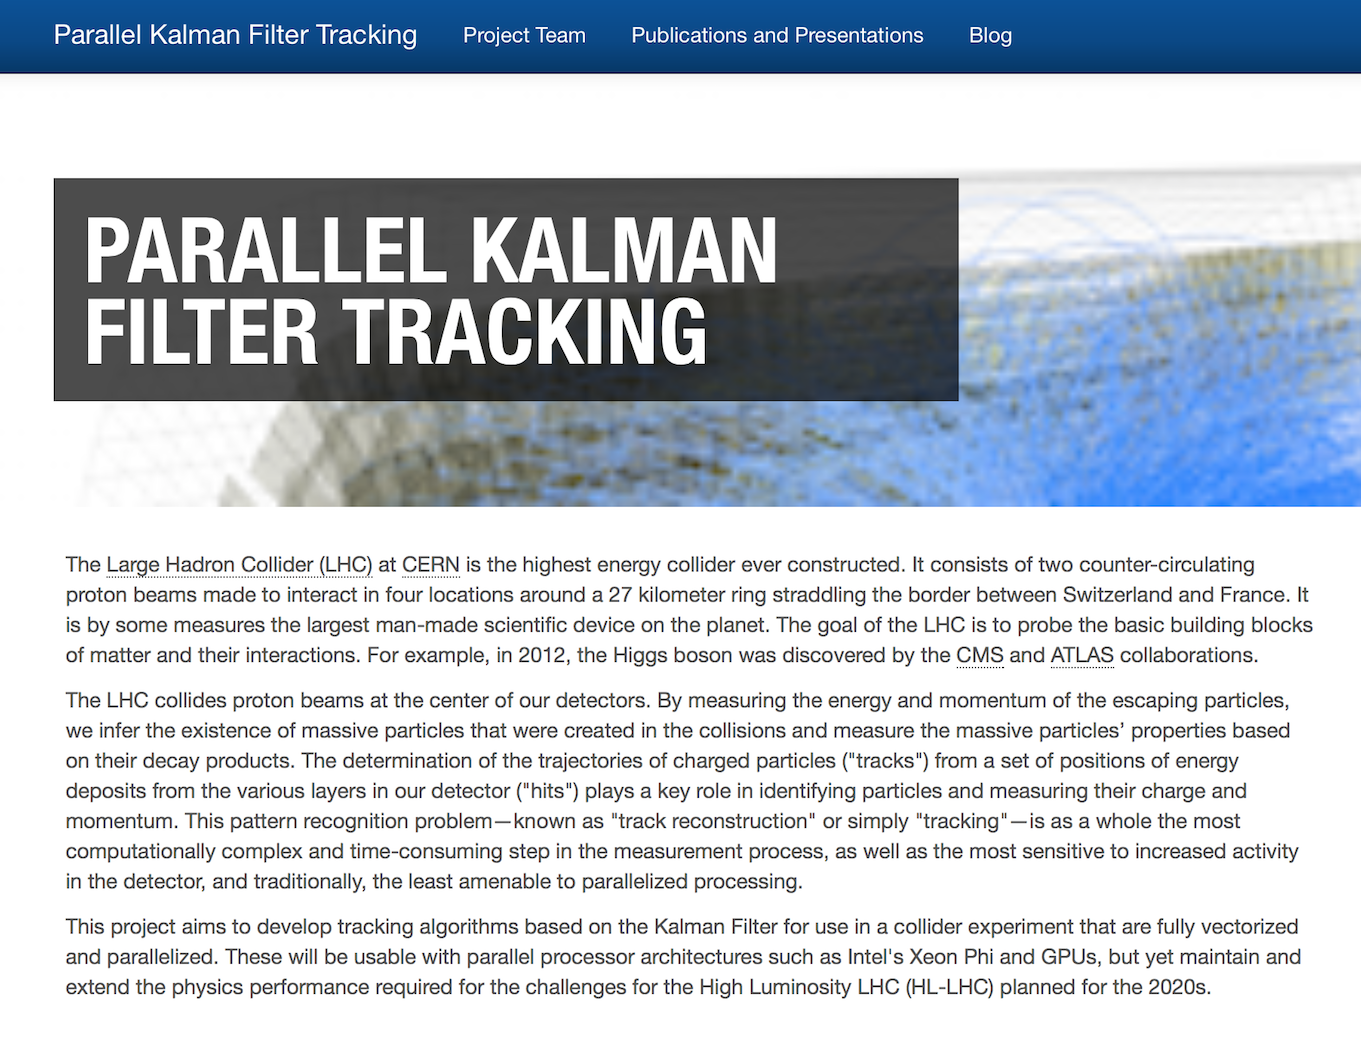 Parallel Kalman Filter Tracking Project Team Publications and Presentations Blog
PARALLEL KALMAN
FILTER TRACKING
The Large Hadron Collider (LHC) at CERN is the highest energy collider ever constructed. It consists of two counter-circulating
proton beams made to interact in four locations around a 27 kilometer ring straddling the border between Switzerland and France. It
is by some measures the largest man-made scientific device on the planet. The goal of the LHC is to probe the basic building blocks
of matter and their interactions. For example, in 2012, the Higgs boson was discovered by the CMS and ATLAS collaborations.
The LHC collides proton beams at the center of our detectors. By measuring the energy and momentum of the escaping particles,
we infer the existence of massive particles that were created in the collisions and measure the massive particles’ properties based
on their decay products. The determination of the trajectories of charged particles ("tracks") from a set of positions of energy
deposits from the various layers in our detector ("hits") plays a key role in identifying particles and measuring their charge and
momentum. This pattern recognition problem—known as "track reconstruction" or simply "tracking"—is as a whole the most
computationally complex and time-consuming step in the measurement process, as well as the most sensitive to increased activity
in the detector, and traditionally, the least amenable to parallelized processing.
This project aims to develop tracking algorithms based on the Kalman Filter for use in a collider experiment that are fully vectorized
and parallelized. These will be usable with parallel processor architectures such as Intel's Xeon Phi and GPUs, but yet maintain and
extend the physics performance required for the challenges for the High Luminosity LHC (HL-LHC) planned for the 2020s.